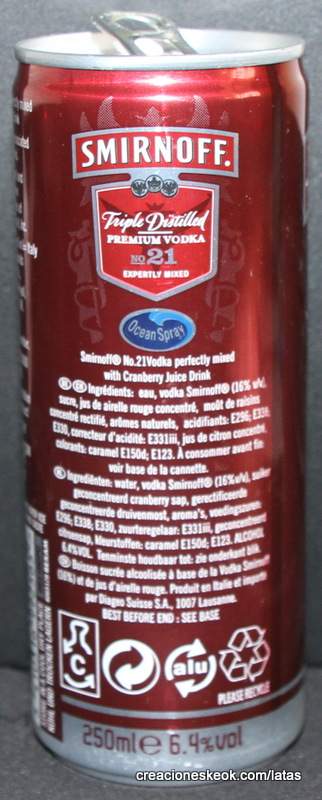 SMIRNOFF.
Triple Distilled
PREMIUM VODKA
NO 21
EXPERTLY MIXED
Ocean Spray
Smirnoff® No.21Vodka perfectly mixed
with Cranberry Juice Drink
Ingrédients: eau, vodka Smirnoff® (16% v/v),
sucre, jus de airelle rouge concentré, moût de raisins
concentré rectifié, arômes naturels, acidifiants: E296; E338;
E330, correcteur d'acidité: E331iii, jus de citron concentré,
colorants: caramel E150d; E123. À consommer avant fin:
voir base de la cannette.
Ingrediënten: water, vodka Smirnoff® (16%v/v), suiker
geconcentreerd cranberry sap, gerectificeerde
geconcentreerde druivenmost, aroma's, voedingszuren:
E296; E338; E330, zuurteregelaar: E331iii, geconcentreerd
citroensap, kleurstoffen: caramel E150d; E123. ALCOHOL
6.4%VOL. Tenminste houdbaar tot: zie onderkant blik.
Boisson sucrée alcoolisée à base de la Vodka Smirnoff
(16%) et de jus d'airelle rouge. Produit en Italie et importé
par Diageo Suisse S.A., 1007 Lausanne.
BEST BEFORE END : SEE BASE
C
alu
PLEASE RECYCLE
250ml e 6.4%vol
creacioneskeok.com/latas